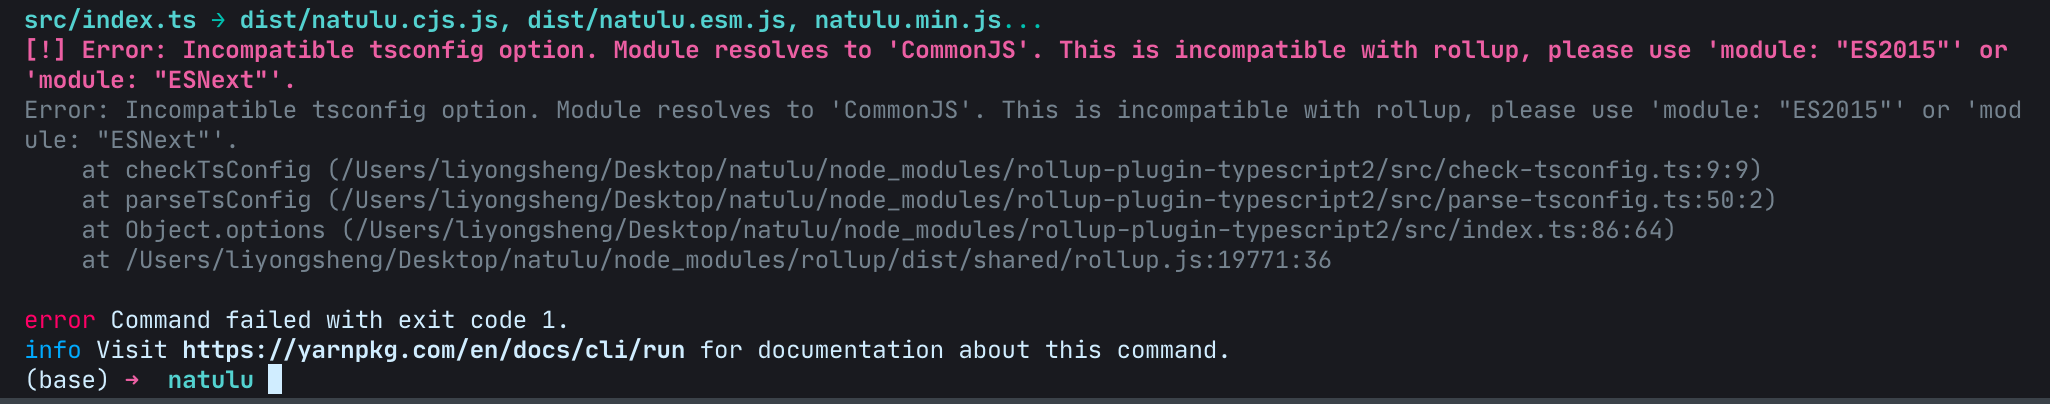 src/index.ts → dist/natulu.cjs.js, dist/natulu.esm.js, natulu.min.js...
[!] Error: Incompatible tsconfig option. Module resolves to 'CommonJS'. This is incompatible with rollup, please use 'module: "ES2015"' or
'module: "ESNext"'.
Error: Incompatible tsconfig option. Module resolves to 'CommonJS'. This is incompatible with rollup, please use 'module: "ES2015"' or 'mod
ule: "ESNext"'.
    at checkTsConfig (/Users/liyongsheng/Desktop/natulu/node_modules/rollup-plugin-typescript2/src/check-tsconfig.ts:9:9)
    at parseTsConfig (/Users/liyongsheng/Desktop/natulu/node_modules/rollup-plugin-typescript2/src/parse-tsconfig.ts:50:2)
    at Object.options (/Users/liyongsheng/Desktop/natulu/node_modules/rollup-plugin-typescript2/src/index.ts:86:64)
    at /Users/liyongsheng/Desktop/natulu/node_modules/rollup/dist/shared/rollup.js:19771:36
error Command failed with exit code 1.
info Visit https://yarnpkg.com/en/docs/cli/run for documentation about this command.
(base) → natulu